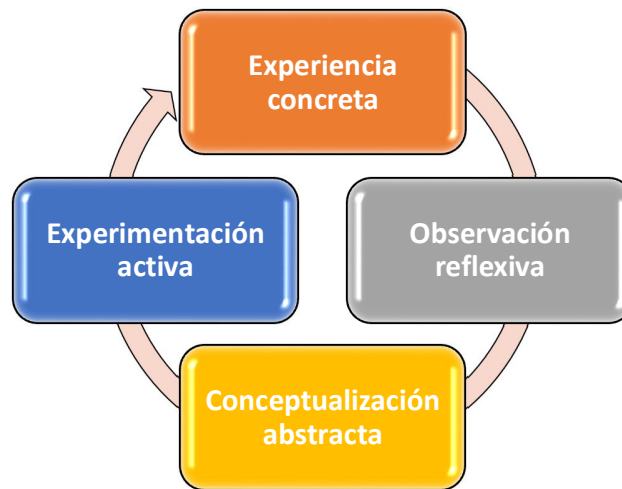 Experiencia
concreta
Observación
reflexiva
Conceptualización
abstracta
Experimentación
activa